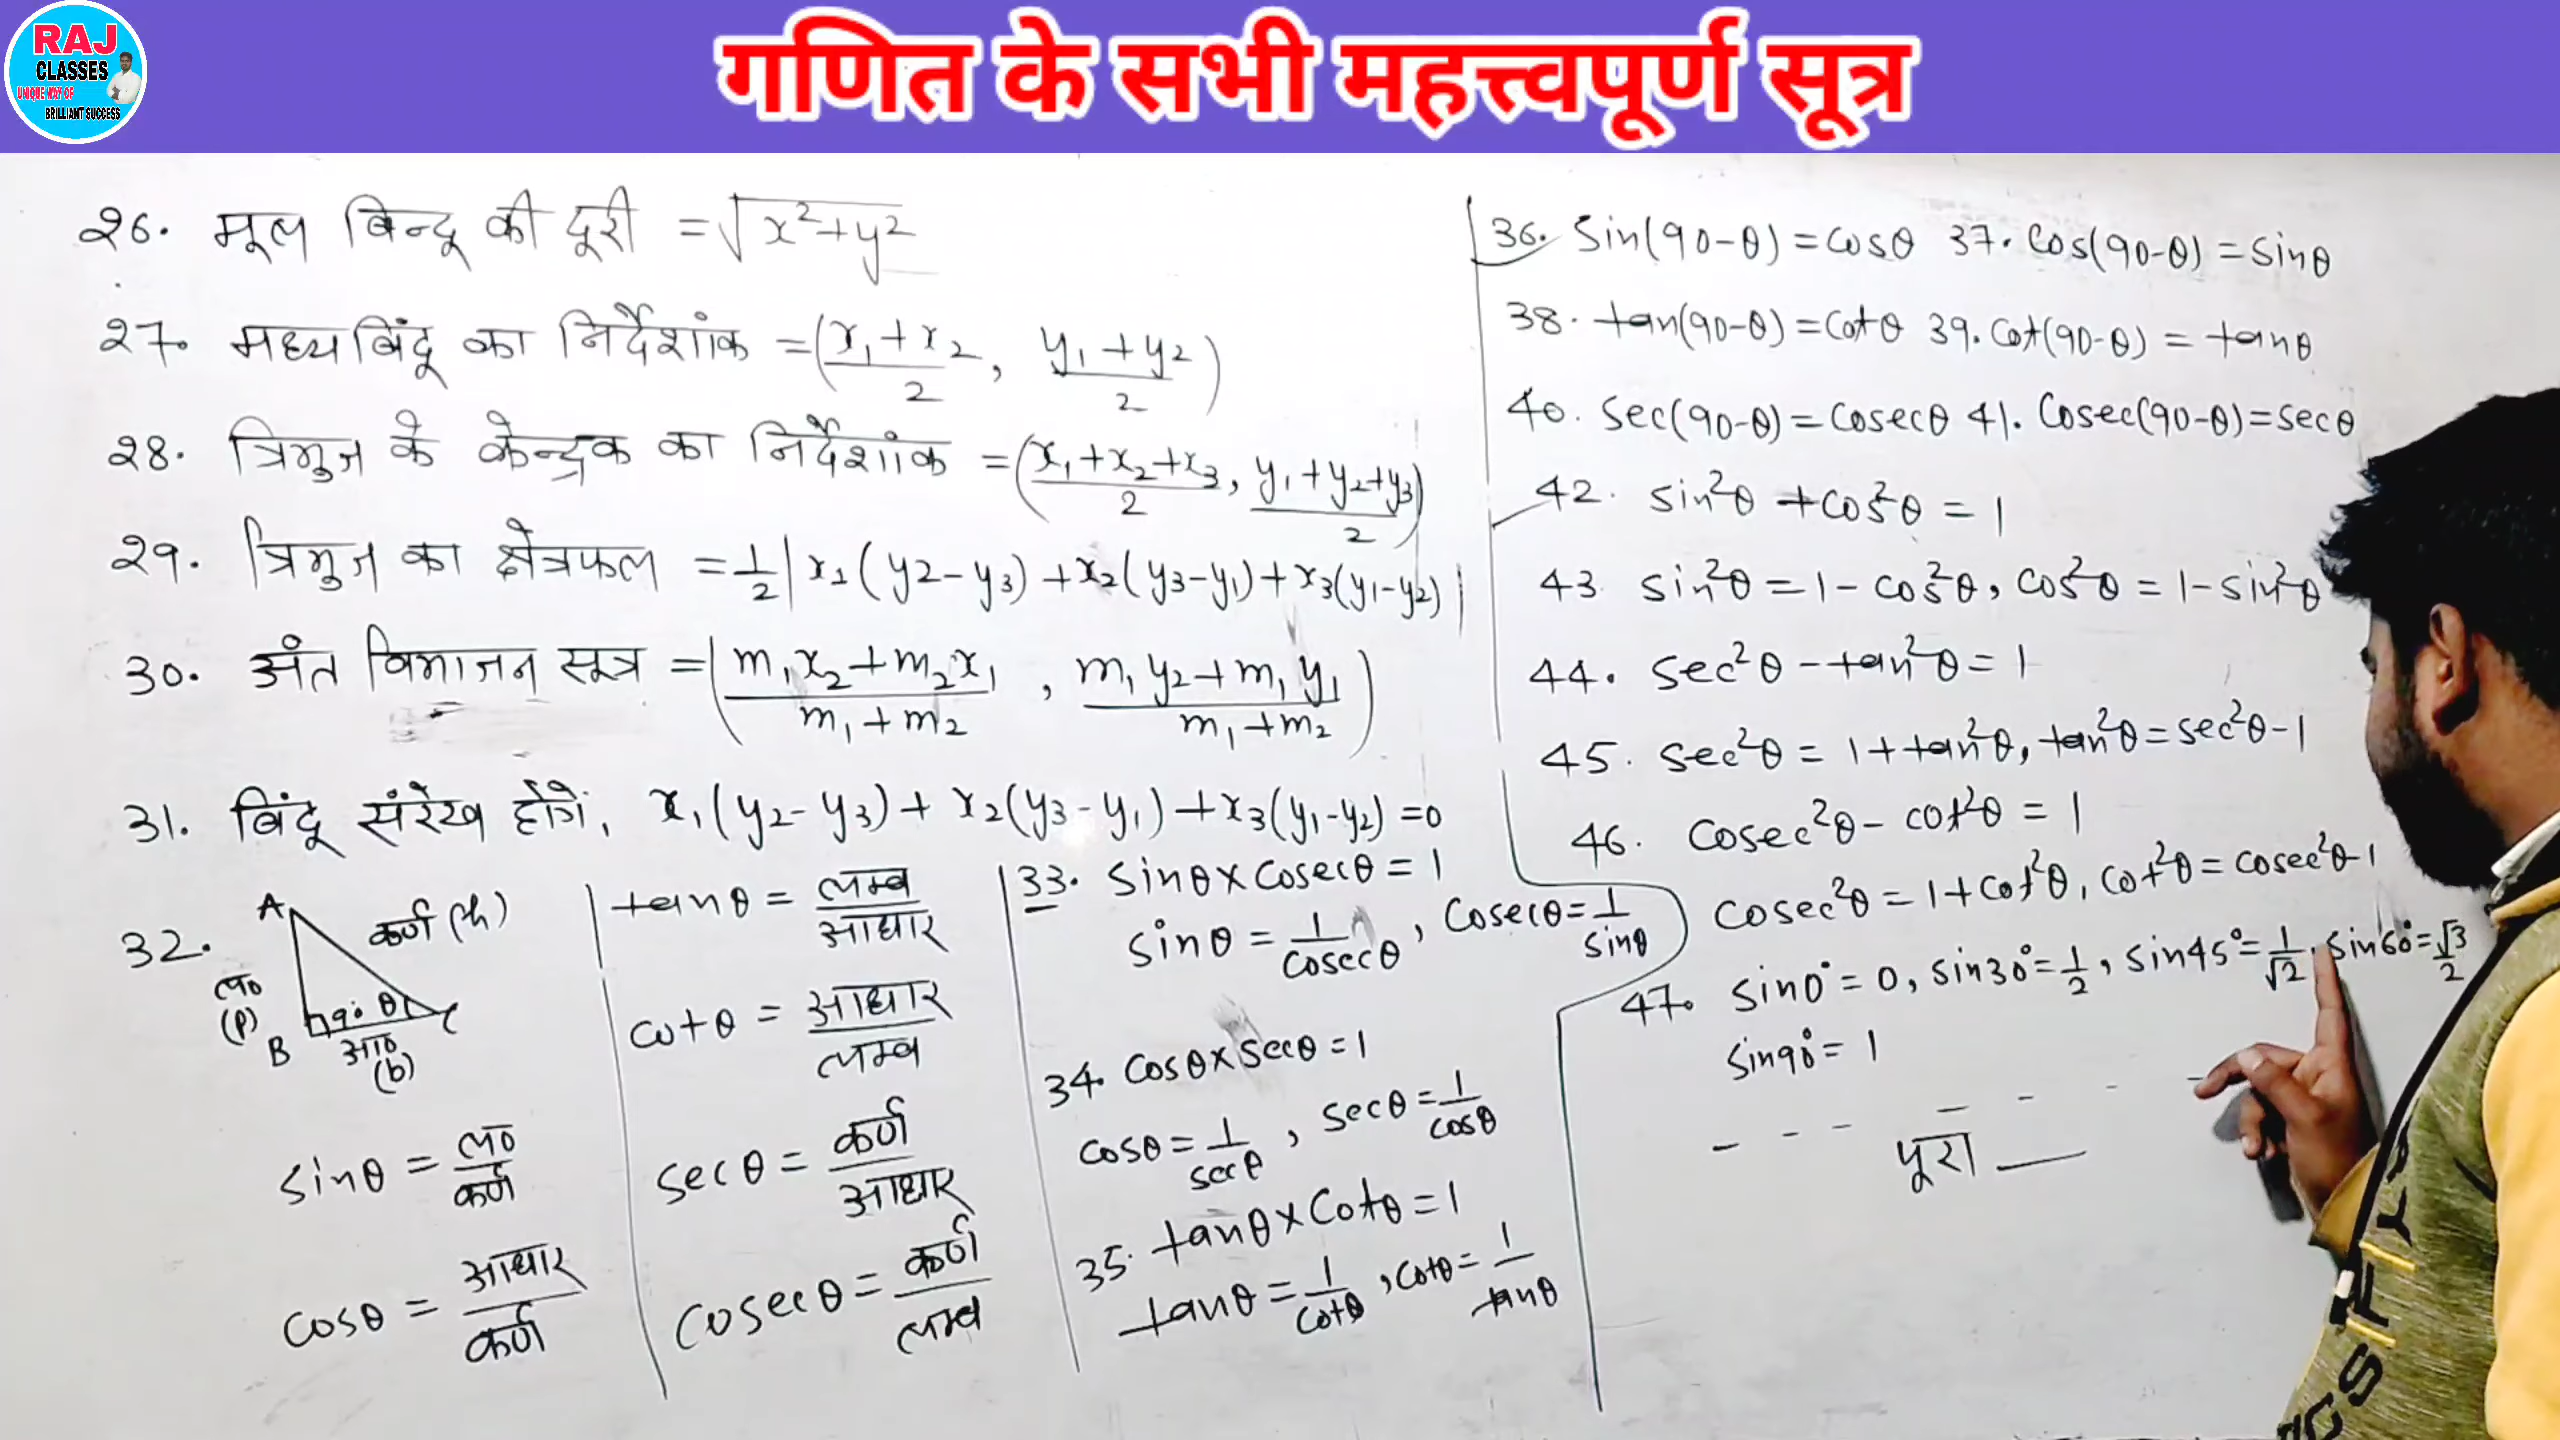 RAJ
CLASSES
UNIQUE WAY OF
BRILLIANT SUCCESS
गणित के सभी महत्त्वपूर्ण सूत्र
26. मूल बिन्दू की दूरी = √(x²+y²)
27. मध्यबिंदू का निर्देशांक = ((x₁+x₂)/2, (y₁+y₂)/2)
28. त्रिभुज के केन्द्रक का निर्देशांक = ((x₁+x₂+x₃)/2, (y₁+y₂+y₃)/2)
29. त्रिभुज का क्षेत्रफल = 1/2 |x₁(y2-y₃)+x₂(y₃-y₁)+x₃(y₁-y₂)|
30. अंत विभाजन सूत्र = ((m₁x₂+m₂x₁)/(m₁+m₂), (m₁y₂+m₁y₁)/(m₁+m₂))
31. बिंदू संरेख होंगे, x₁(y₂-y₃)+x₂(y₃-y₁)+x₃(y₁-y₂)=0
32.
A
कर्ण (h)
ल०
(p)
90° θ
B
C
आ०
(b)
sinθ = ल०/कर्ण
cosθ = आधार/कर्ण
tanθ = लम्ब/आधार
cotθ = आधार/लम्ब
secθ = कर्ण/आधार
cosecθ = कर्ण/लम्ब
33. sinθ×cosecθ=1
sinθ = 1/cosecθ, cosecθ=1/sinθ
34. cosθ×secθ=1
cosθ=1/secθ, secθ=1/cosθ
35. tanθ×cotθ=1
tanθ=1/cotθ, cotθ=1/tanθ
36. sin(90-θ)=cosθ 37. cos(90-θ)=sinθ
38. tan(90-θ)=cotθ 39. cot(90-θ)=tanθ
40. sec(90-θ)=cosecθ 41. cosec(90-θ)=secθ
42. sin²θ+cos²θ=1
43 sin²θ=1-cos²θ, cos²θ=1-sin²θ
44. sec²θ-tan²θ=1
45. sec²θ=1+tan²θ, tan²θ=sec²θ-1
46. cosec²θ-cot²θ=1
cosec²θ=1+cot²θ, cot²θ=cosec²θ-1
47. sin0°=0, sin30°=1/2, sin45°=1/√2, sin60°=√3/2
sin90°=1
पूरा